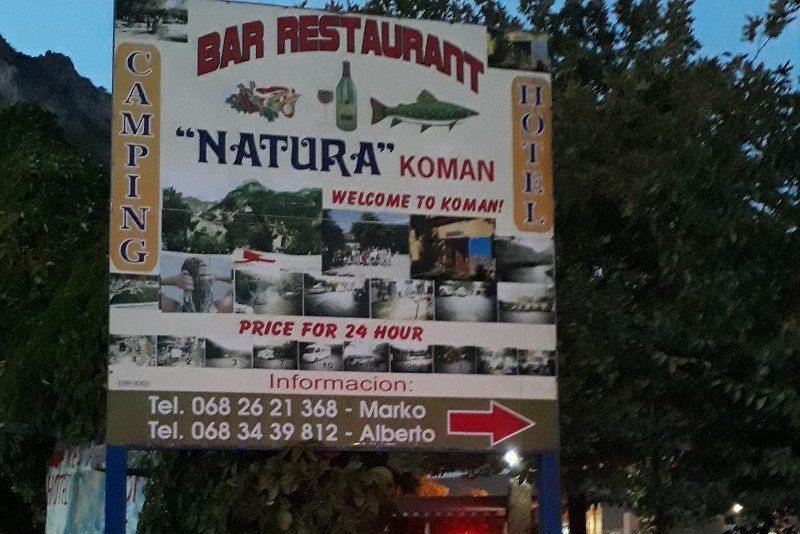 BAR RESTAURANT
CAMPING
HOTEL
"NATURA" KOMAN
WELCOME TO KOMAN!
PRICE FOR 24 HOUR
Informacion:
Tel. 068 26 21 368 - Marko
Tel. 068 34 39 812 - Alberto
HOTEL